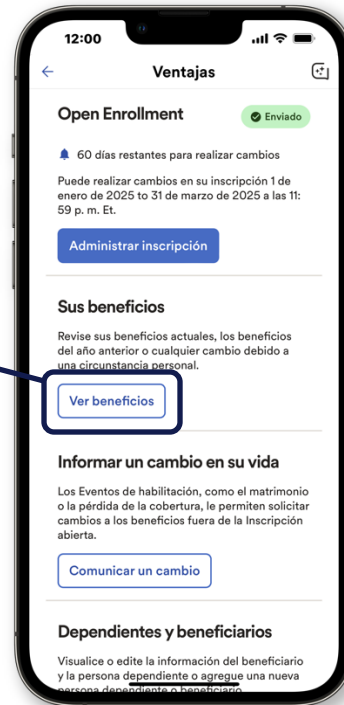 12:00
Ventajas
Open Enrollment
Enviado
60 días restantes para realizar cambios
Puede realizar cambios en su inscripción 1 de
enero de 2025 to 31 de marzo de 2025 a las 11:
59 p. m. Et.
Administrar inscripción
Sus beneficios
Revise sus beneficios actuales, los beneficios
del año anterior o cualquier cambio debido a
una circunstancia personal.
Ver beneficios
Informar un cambio en su vida
Los Eventos de habilitación, como el matrimonio
o la pérdida de la cobertura, le permiten solicitar
cambios a los beneficios fuera de la Inscripción
abierta.
Comunicar un cambio
Dependientes y beneficiarios
Visualice o edite la información del beneficiario
y la persona dependiente o agregue una nueva
persona dependiente o beneficiario